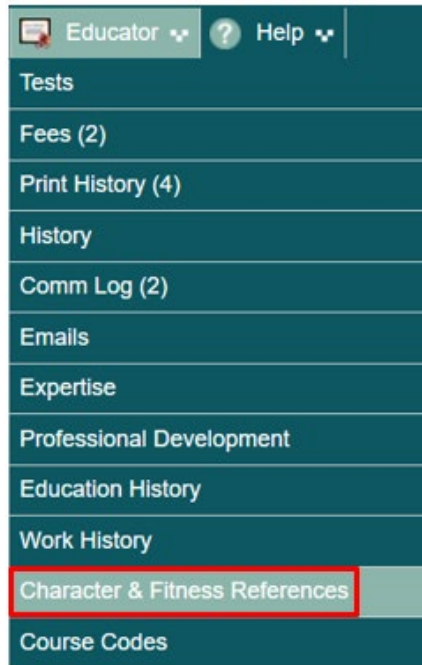 Educator ? Help
Tests
Fees (2)
Print History (4)
History
Comm Log (2)
Emails
Expertise
Professional Development
Education History
Work History
Character & Fitness References
Course Codes